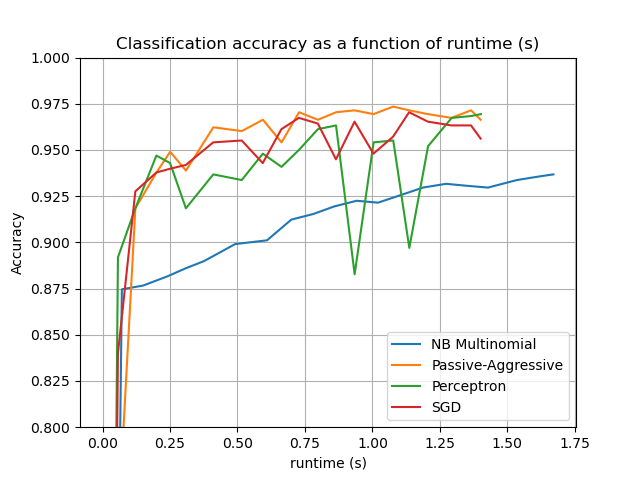 Classification accuracy as a function of runtime (s)
1.000
0.975
0.950
0.925
0.900
0.875
0.850
0.825
0.800
Accuracy
0.00 0.25 0.50 0.75 1.00 1.25 1.50 1.75
runtime (s)
NB Multinomial
Passive-Aggressive
Perceptron
SGD